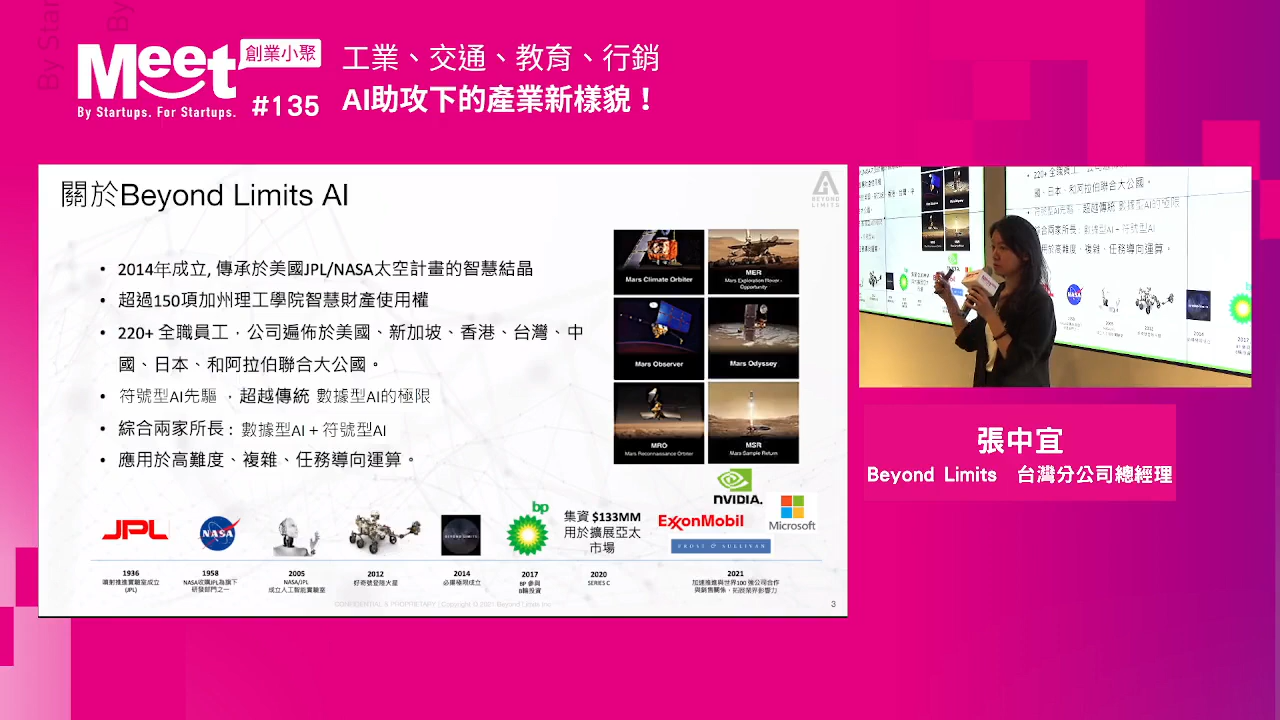 By Star
By
Meet
創業小聚
By Startups. For Startups.
#135
工業、交通、教育、行銷
AI助攻下的產業新樣貌！
關於Beyond Limits AI
BEYOND
LIMITS
• 2014年成立, 傳承於美國JPL/NASA太空計畫的智慧結晶
• 超過150項加州理工學院智慧財產使用權
• 220+ 全職員工，公司遍佈於美國、新加坡、香港、台灣、中
國、日本、和阿拉伯聯合大公國。
• 符號型AI先驅 ，超越傳統 數據型AI的極限
• 綜合兩家所長 : 數據型AI + 符號型AI
• 應用於高難度、複雜、任務導向運算。
Mars Climate Orbiter
MER
Mars Exploration Rover -
Opportunity
Mars Observer
Mars Odyssey
MRO
Mars Reconnaissance Orbiter
MSR
Mars Sample Return
JPL
NASA
BEYOND LIMITS
bp
集資 $133MM
用於擴展亞太
市場
NVIDIA.
ExxonMobil
Microsoft
FROST & SULLIVAN
1936
噴射推進實驗室成立
(JPL)
1958
NASA收購JPL為旗下
研發部門之一
2005
NASA/JPL
成立人工智能實驗室
2012
好奇號登陸火星
2014
必應極限成立
2017
BP 參與
B輪投資
2020
SERIES C
2021
加速推進與世界100 強公司合作
與銷售關係，拓展業界影響力
CONFIDENTIAL & PROPRIETARY | Copyright © 2021 Beyond Limits Inc
3
張中宜
Beyond Limits 台灣分公司總經理